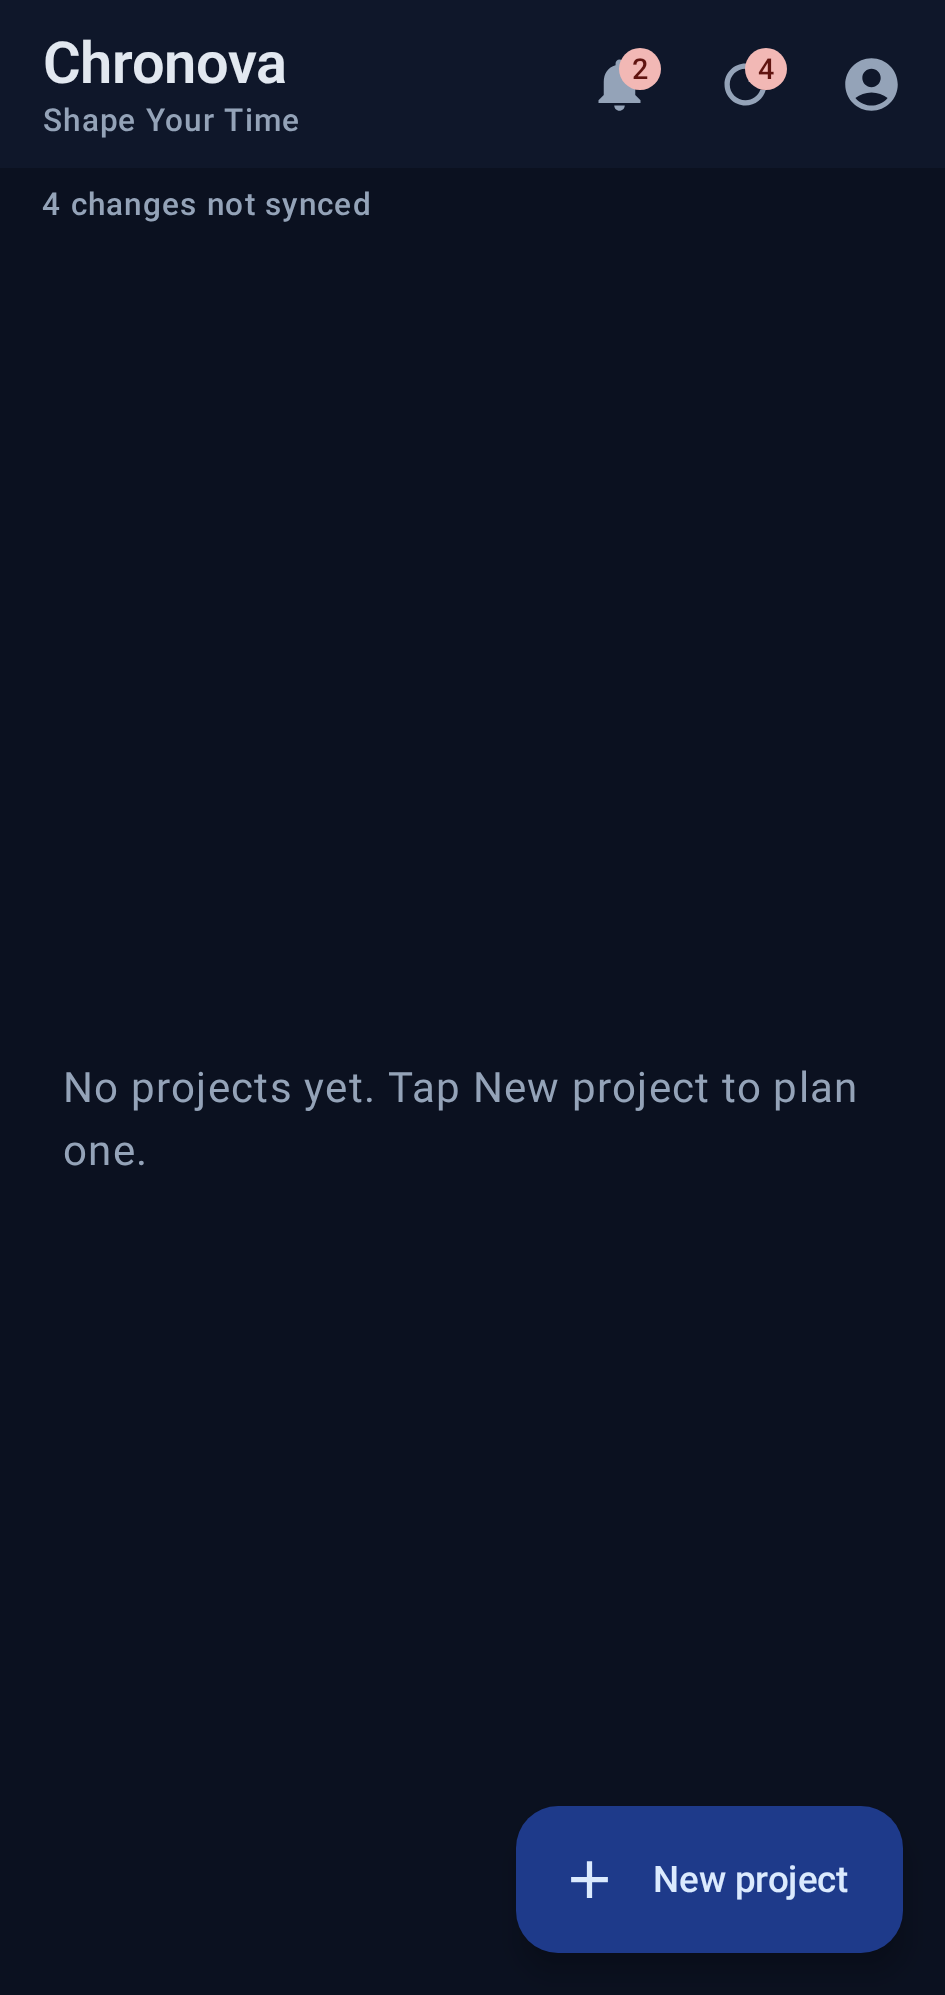 Chronova
Shape Your Time
2
4
4 changes not synced
No projects yet. Tap New project to plan
one.
New project